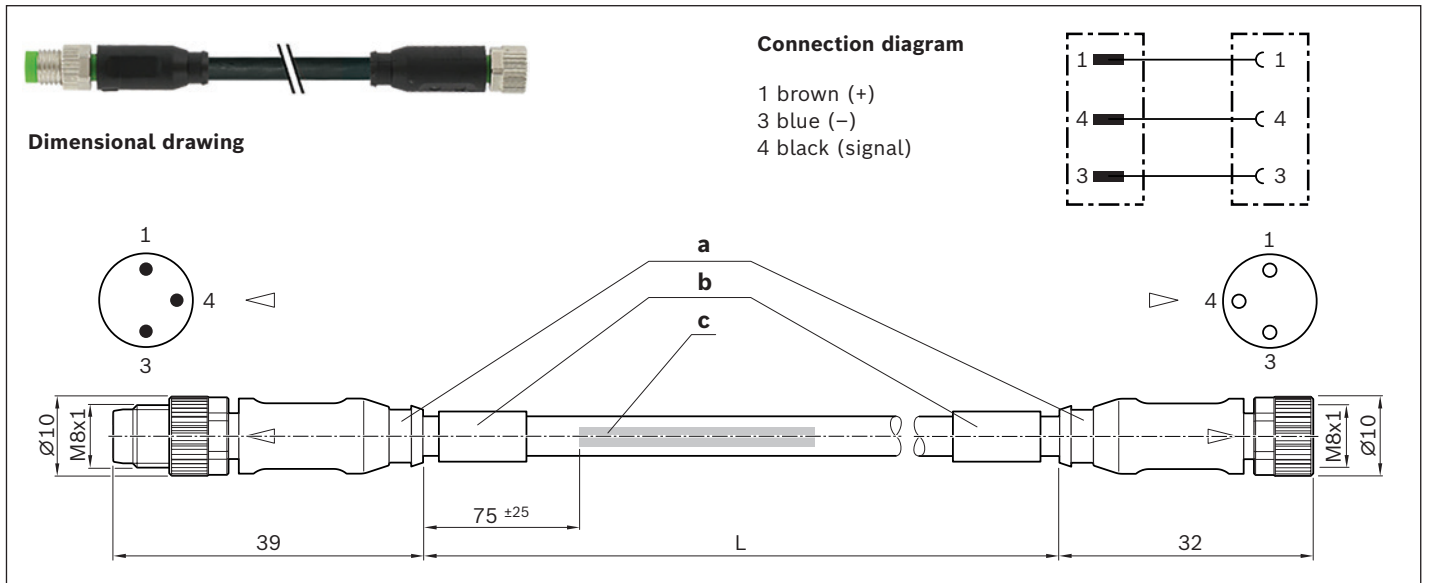 Connection diagram
1 brown (+)
3 blue (−)
4 black (signal)
1 1
4 4
3 3
Dimensional drawing
1
4
3
a
b
c
1
4
3
Ø10
M8x1
M8x1
Ø10
75 ±25
39
L
32